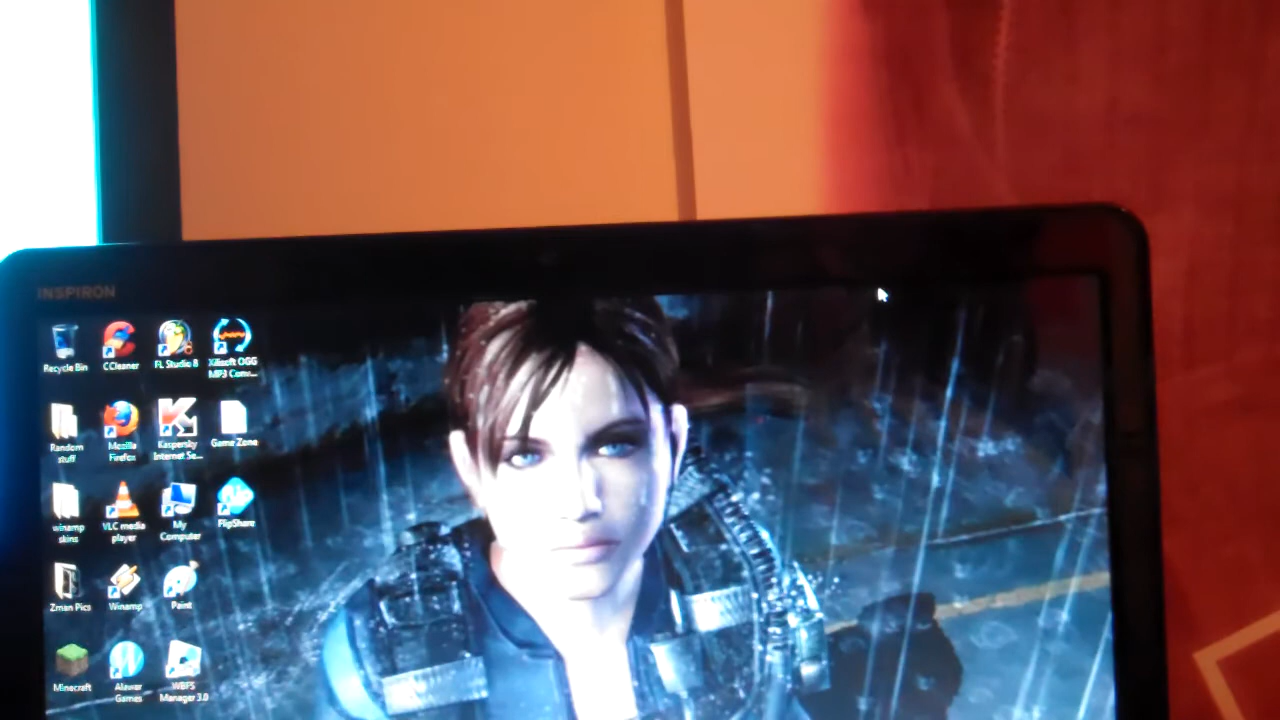 INSPIRON
Recycle Bin
CCleaner
FL Studio 8
Xilisoft OGG
MP3 Conv...
Random
stuff
Mozilla
Firefox
Kaspersky
Internet Se...
Game Zone
winamp
skins
VLC media
player
My
Computer
flip
FlipShare
Zman Pics
Winamp
Paint
Minecraft
Alawar
Games
WBFS
Manager 3.0